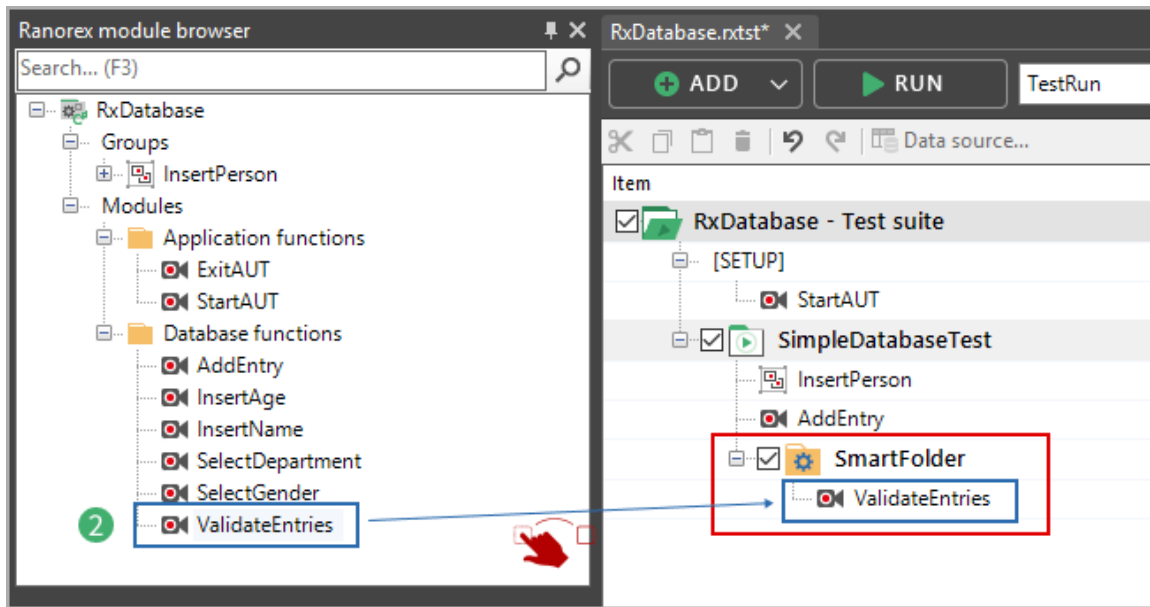 Ranorex module browser
Search... (F3)
RxDatabase
Groups
InsertPerson
Modules
Application functions
ExitAUT
StartAUT
Database functions
AddEntry
InsertAge
InsertName
SelectDepartment
SelectGender
2
ValidateEntries
RxDatabase.rxtst*
ADD
RUN
TestRun
Data source...
Item
RxDatabase - Test suite
[SETUP]
StartAUT
SimpleDatabaseTest
InsertPerson
AddEntry
SmartFolder
ValidateEntries